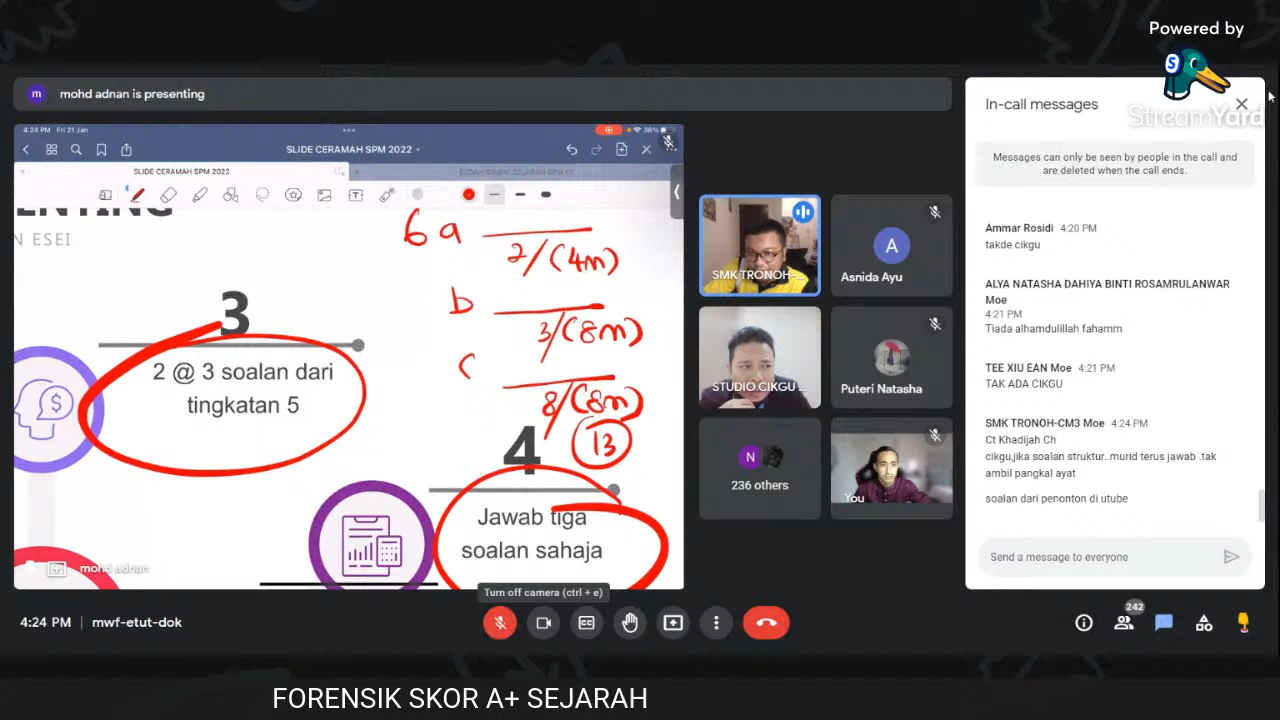 Powered by
StreamYard
mohd adnan is presenting
4:24 PM Fri 21 Jan
38%
SLIDE CERAMAH SPM 2022
SLIDE CERAMAH SPM 2022
N ESEI
3
2 @ 3 soalan dari
tingkatan 5
6 a
2/(4m)
b
3/(8m)
c
8/(8m)
13
4
Jawab tiga
soalan sahaja
mohd adnan
SMK TRONOH-
A
Asnida Ayu
STUDIO CIKGU
Puteri Natasha
N
236 others
You
In-call messages
Messages can only be seen by people in the call and
are deleted when the call ends.
Ammar Rosidi 4:20 PM
takde cikgu
ALYA NATASHA DAHIYA BINTI ROSAMRULANWAR
Moe
4:21 PM
Tiada alhamdulillah fahamm
TEE XIU EAN Moe 4:21 PM
TAK ADA CIKGU
SMK TRONOH-CM3 Moe 4:24 PM
Ct Khadijah Ch
cikgu,jika soalan struktur..murid terus jawab .tak
ambil pangkal ayat
soalan dari penonton di utube
Send a message to everyone
Turn off camera (ctrl + e)
4:24 PM | mwf-etut-dok
242
FORENSIK SKOR A+ SEJARAH